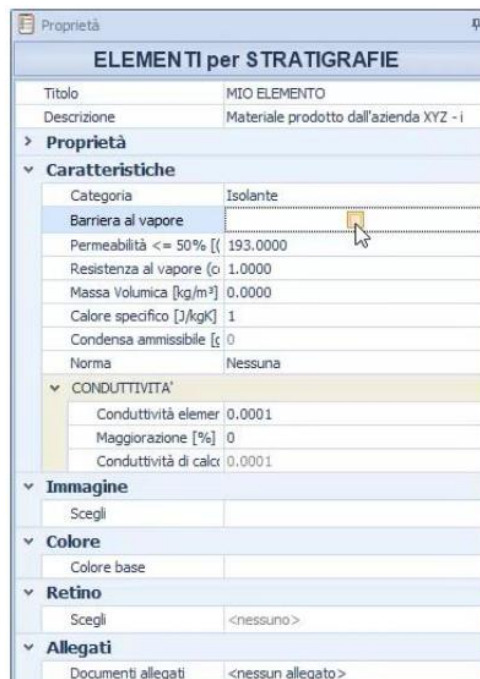 Proprietà
ELEMENTI per STRATIGRAFIE
Titolo MIO ELEMENTO
Descrizione Materiale prodotto dall'azienda XYZ - i
Proprietà
Caratteristiche
Categoria Isolante
Barriera al vapore
Permeabilità <= 50% [( 193.0000
Resistenza al vapore (c 1.0000
Massa Volumica [kg/m³] 0.0000
Calore specifico [J/kgK] 1
Condensa ammissibile [g 0
Norma Nessuna
CONDUTTIVITA'
Conduttività elemen 0.0001
Maggiorazione [%] 0
Conduttività di calco 0.0001
Immagine
Scegli
Colore
Colore base
Retino
Scegli <nessuno>
Allegati
Documenti allegati <nessun allegato>